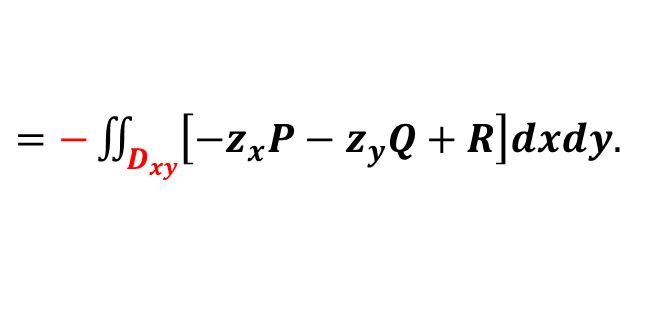 = − ∬_{D_{xy}} [−z_x P − z_y Q + R] dxdy.